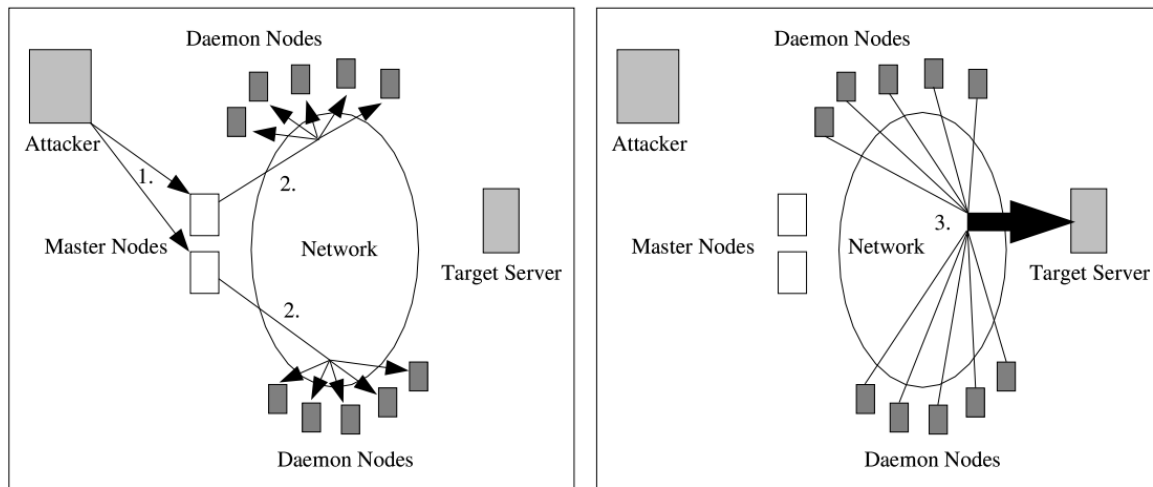 Daemon Nodes
Attacker
1.
2.
Master Nodes
Network
Target Server
2.
Daemon Nodes
Daemon Nodes
Attacker
Master Nodes
Network
3.
Target Server
Daemon Nodes